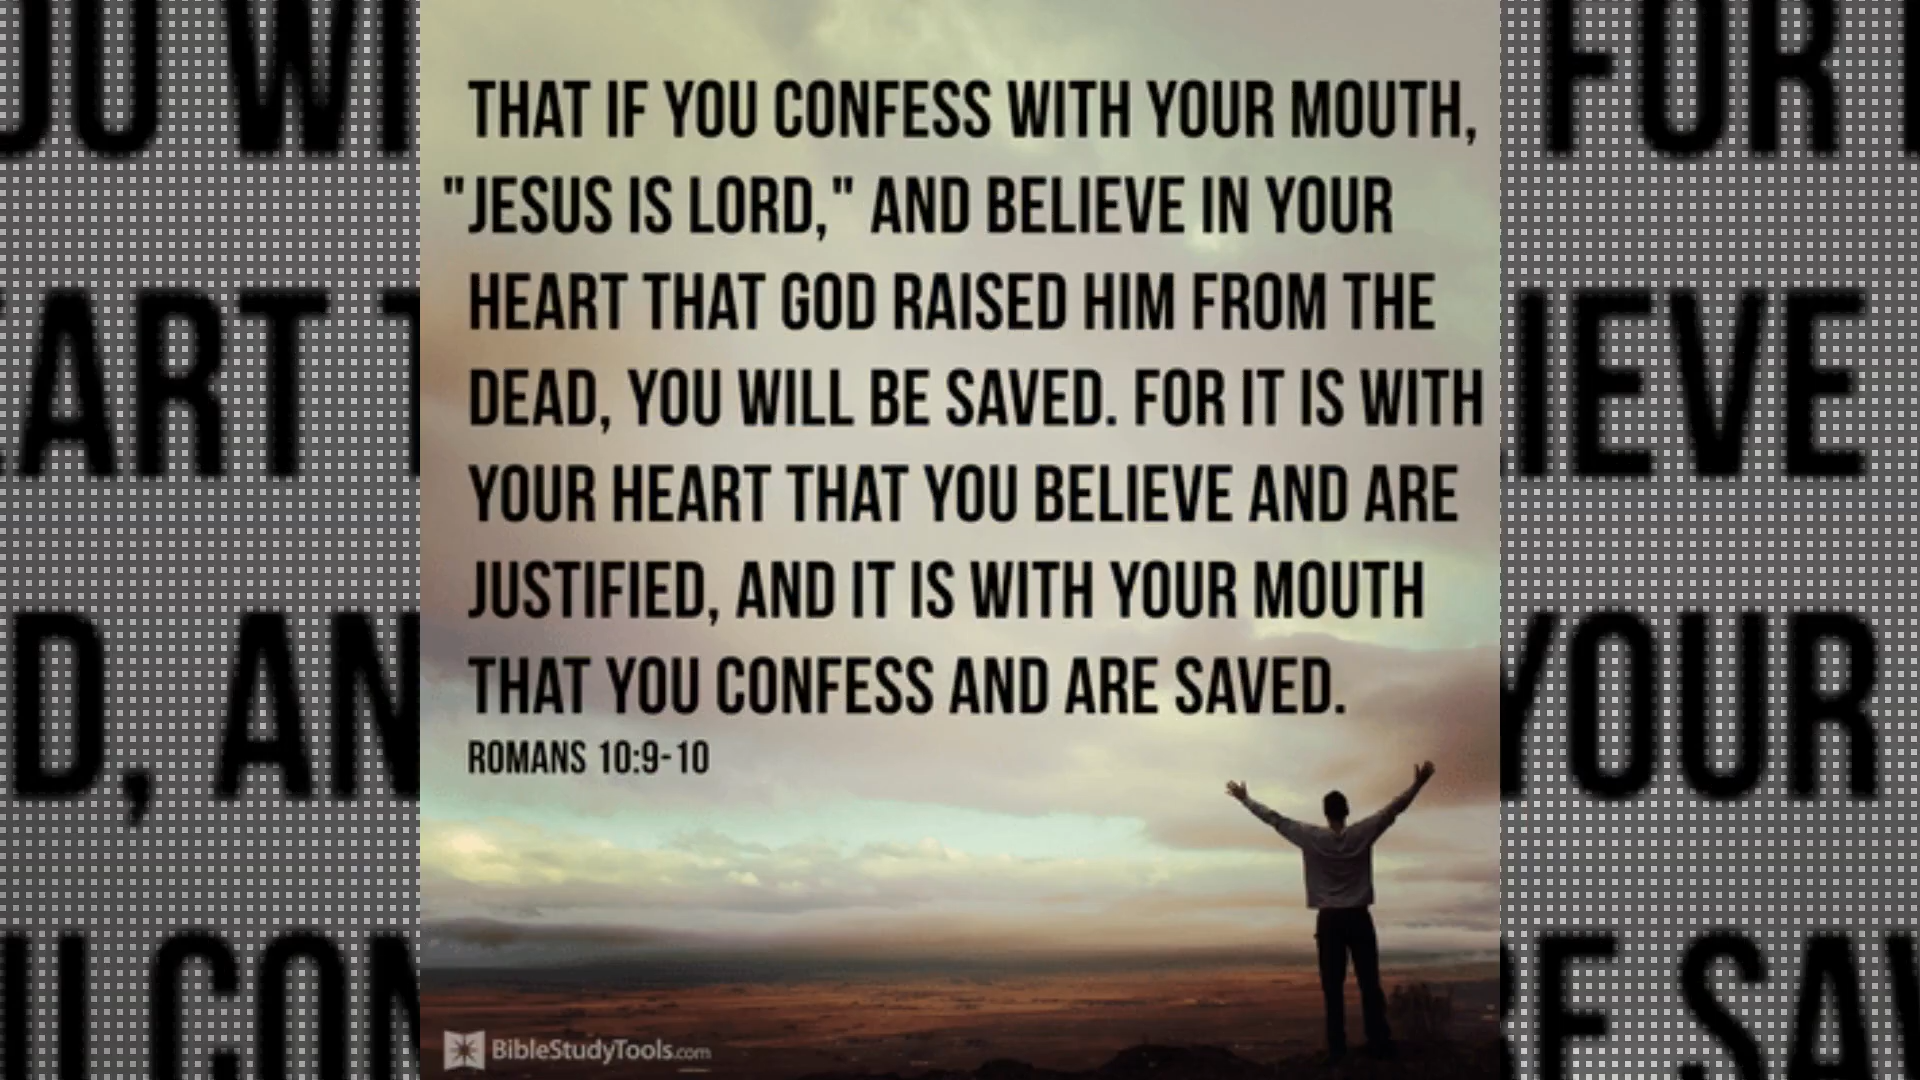 THAT IF YOU CONFESS WITH YOUR MOUTH,
"JESUS IS LORD," AND BELIEVE IN YOUR
HEART THAT GOD RAISED HIM FROM THE
DEAD, YOU WILL BE SAVED. FOR IT IS WITH
YOUR HEART THAT YOU BELIEVE AND ARE
JUSTIFIED, AND IT IS WITH YOUR MOUTH
THAT YOU CONFESS AND ARE SAVED.
ROMANS 10:9-10
BibleStudyTools.com